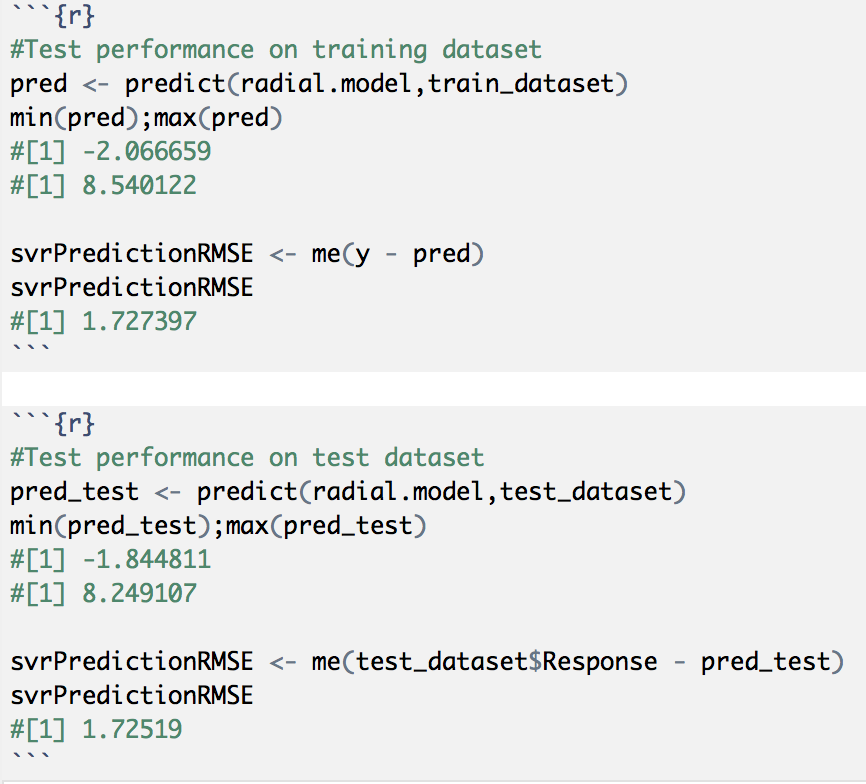 ```{r}
#Test performance on training dataset
pred <- predict(radial.model,train_dataset)
min(pred);max(pred)
#[1] -2.066659
#[1] 8.540122
svrPredictionRMSE <- me(y - pred)
svrPredictionRMSE
#[1] 1.727397
```
```{r}
#Test performance on test dataset
pred_test <- predict(radial.model,test_dataset)
min(pred_test);max(pred_test)
#[1] -1.844811
#[1] 8.249107
svrPredictionRMSE <- me(test_dataset$Response - pred_test)
svrPredictionRMSE
#[1] 1.72519
```